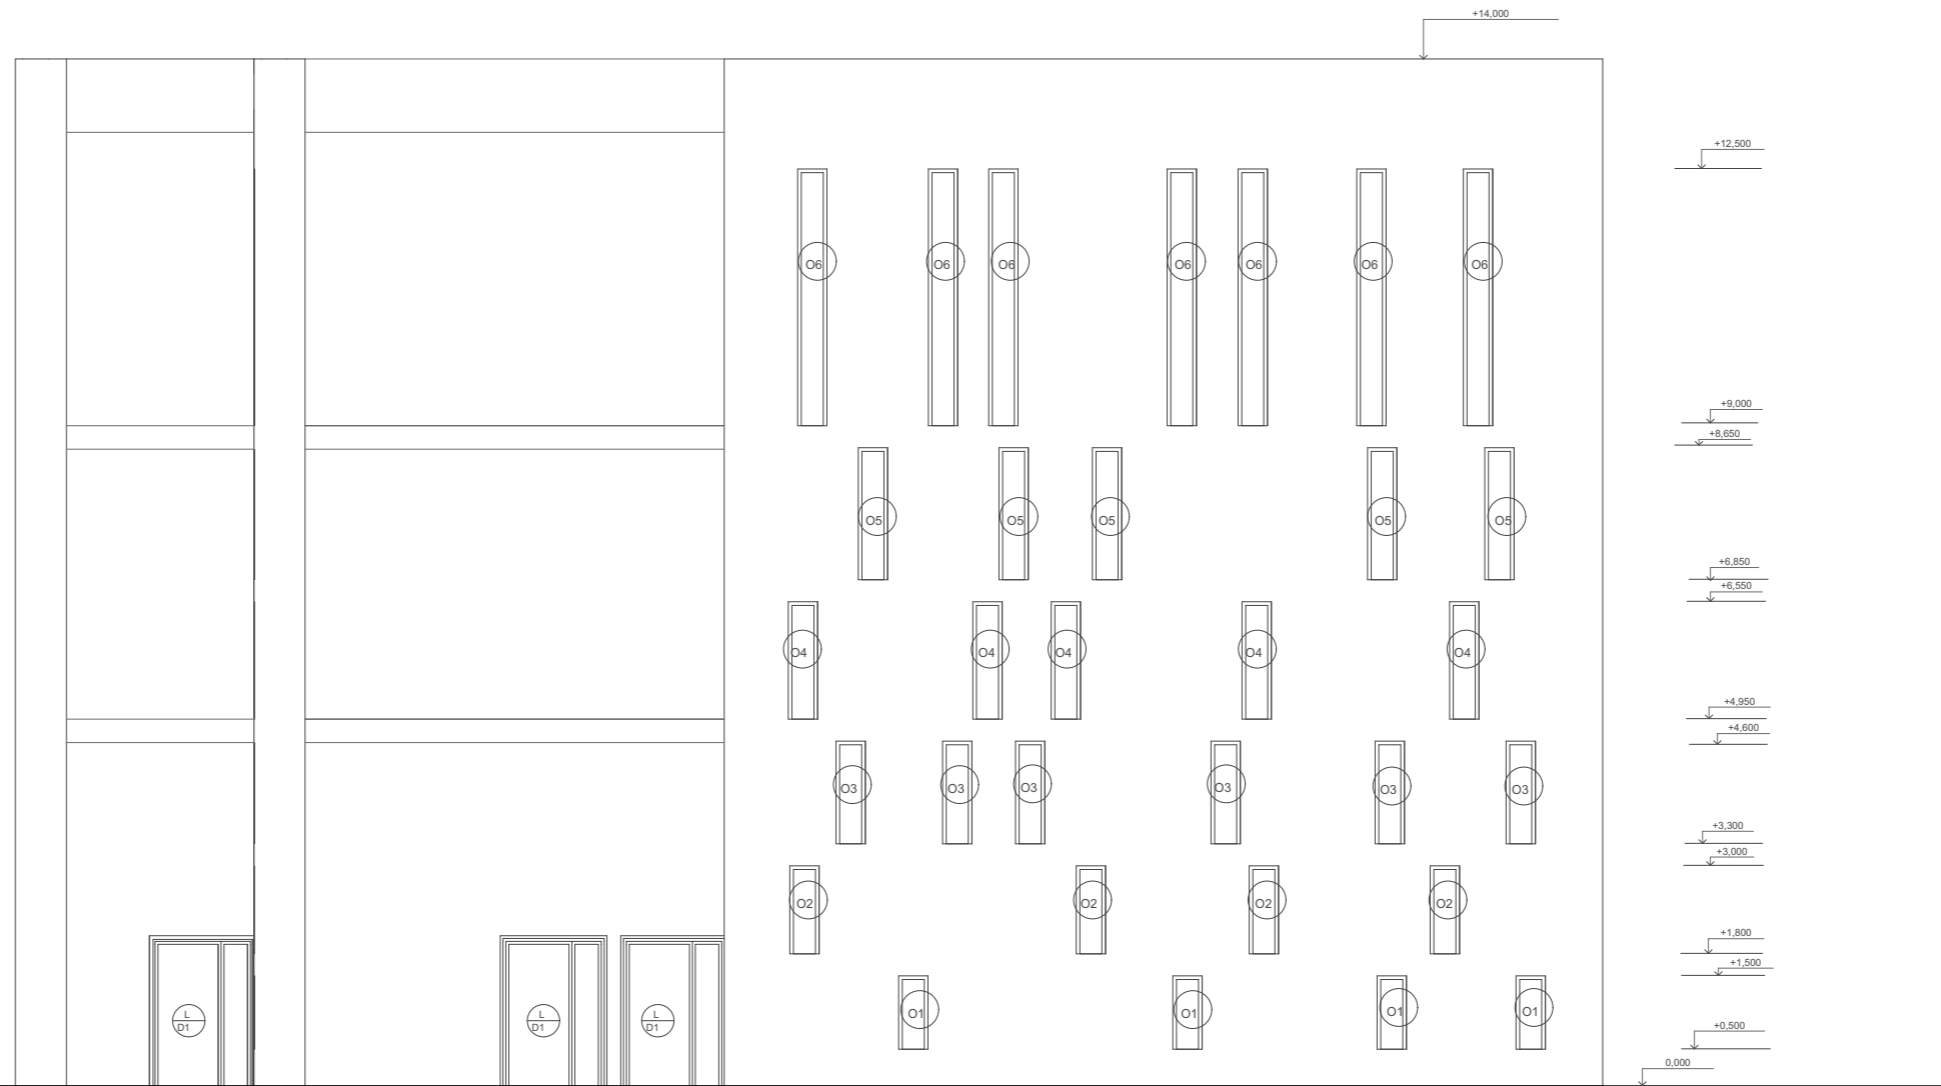 +14,000
+12,500
O6 O6 O6 O6 O6 O6 O6
+9,000
+8,650
O5 O5 O5 O5 O5
+6,850
+6,550
O4 O4 O4 O4 O4
+4,950
+4,600
O3 O3 O3 O3 O3 O3
+3,300
+3,000
O2 O2 O2 O2
+1,800
+1,500
L L L
D1 D1 D1
O1 O1 O1 O1
+0,500
0,000